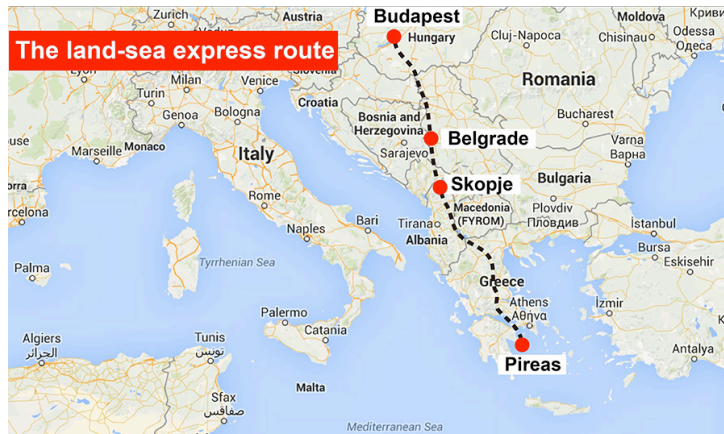 Budapest
The land-sea express route
Zurich
Austria
Moldova
Hungary
Cluj-Napoca
Chisinau
Odessa
Одеса
Milan
Venice
Turin
Croatia
Romania
Genoa
Bologna
Bosnia and
Herzegovina
Bucharest
Belgrade
Marseille
Monaco
Italy
Sarajevo
Varna
Варна
Skopje
Bulgaria
Rome
Macedonia
(FYROM)
Plovdiv
Пловдив
Bari
Tirana
İstanbul
Naples
Albania
Bursa
Eskisehir
Palma
Tyrrhenian Sea
Greece
Athens
Αθήνα
İzmir
Palermo
Catania
Algiers
الجزائر
Tunis
تونس
Antalya
Pireas
Malta
Sfax
صفاقس
Mediterranean Sea